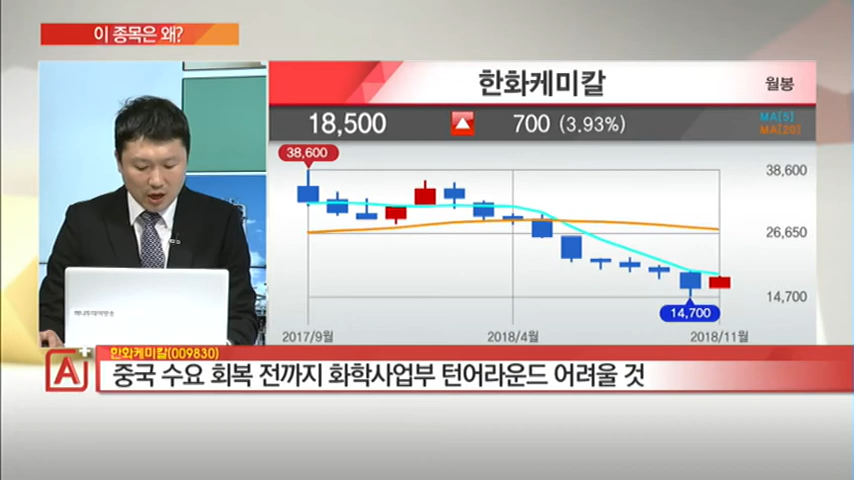 이 종목은 왜?
한화케미칼
월봉
18,500 700 (3.93%)
MA[5]
MA[20]
38,600
38,600
26,650
14,700
14,700
2017/9월 2018/4월 2018/11월
한화케미칼(009830)
A+
중국 수요 회복 전까지 화학사업부 턴어라운드 어려울 것